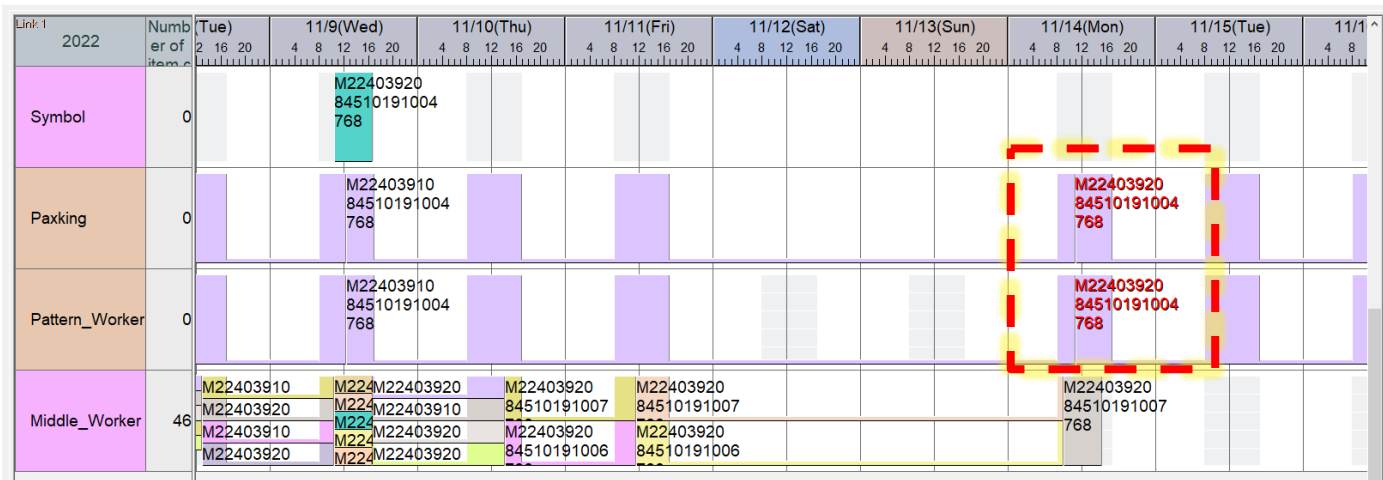 Link 1
2022
Numb
er of
item c
(Tue)
2 16 20
11/9(Wed)
4 8 12 16 20
11/10(Thu)
4 8 12 16 20
11/11(Fri)
4 8 12 16 20
11/12(Sat)
4 8 12 16 20
11/13(Sun)
4 8 12 16 20
11/14(Mon)
4 8 12 16 20
11/15(Tue)
4 8 12 16 20
11/1
4 8
Symbol
0
M22403920
84510191004
768
Paxking
0
M22403910
84510191004
768
M22403920
84510191004
768
Pattern_Worker
0
M22403910
84510191004
768
M22403920
84510191004
768
Middle_Worker
46
M22403910
M22403920
M22403910
M22403920
M224
M224
M224
M224
M224
M22403920
M22403910
M22403920
M22403920
M22403920
84510191007
M22403920
84510191006
M22403920
84510191007
M22403920
84510191006
M22403920
84510191007
768